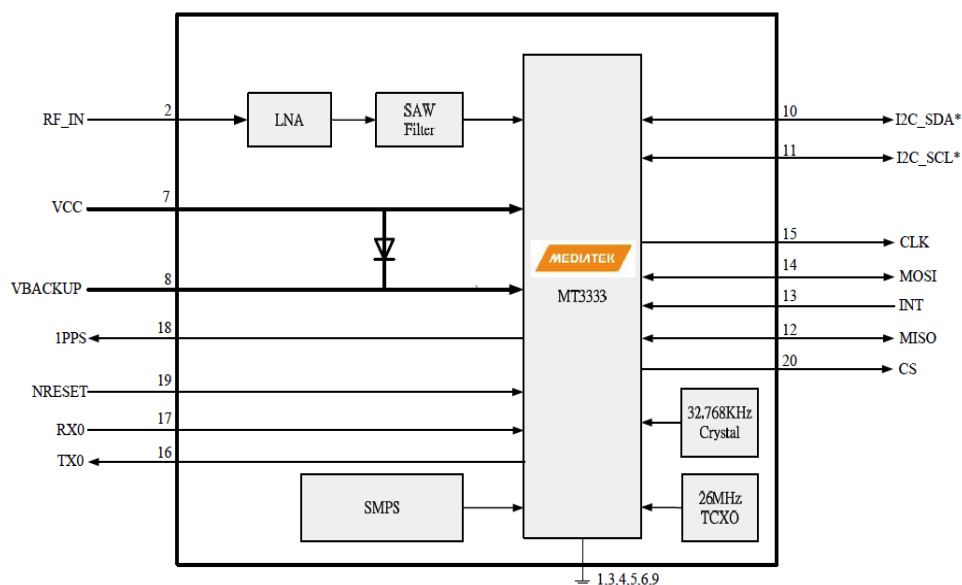 RF_IN
2
LNA
SAW
Filter
10
I2C_SDA*
11
I2C_SCL*
VCC
7
VBACKUP
8
MEDIATEK
MT3333
15
CLK
14
MOSI
13
INT
12
MISO
20
CS
1PPS
18
NRESET
19
RX0
17
TX0
16
32.768KHz
Crystal
SMPS
26MHz
TCXO
1,3,4,5,6,9